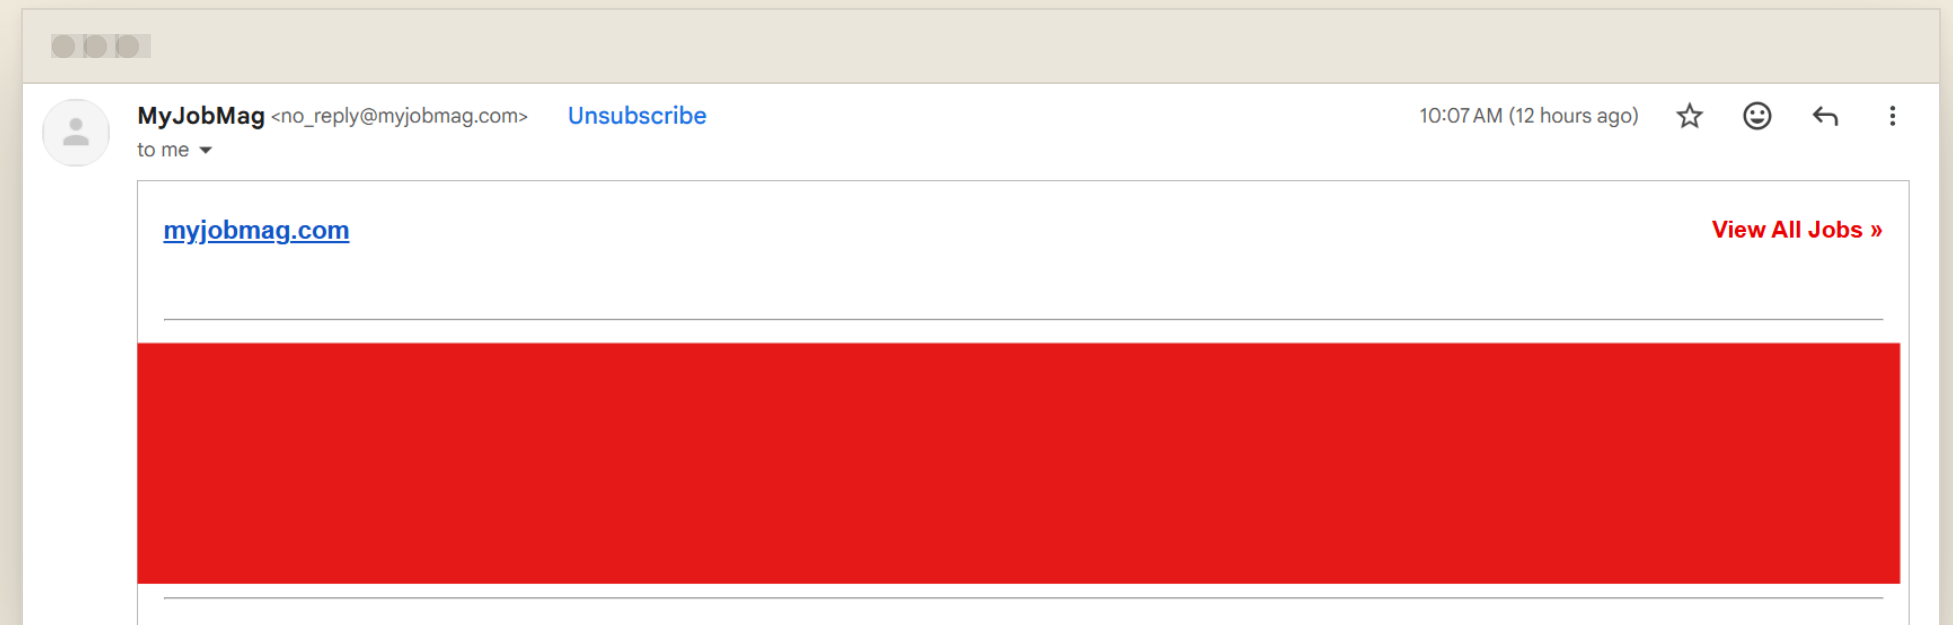 MyJobMag <no_reply@myjobmag.com> Unsubscribe 10:07 AM (12 hours ago)
to me
myjobmag.com View All Jobs »